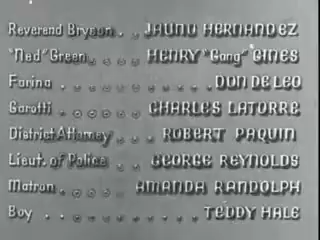 Reverend Bryson . . JAUNU HERNANDEZ
"Ned" Green . . . . HENRY "Gang" GINES
Farina . . . . . . . . . . DON DE LEO
Garotti . . . . . CHARLES LATORRE
District Attorney . . . ROBERT PAQUIN
Lieut. of Police . . GEORGE REYNOLDS
Matron . . . . . AMANDA RANDOLPH
Boy . . . . . . . . . . TEDDY HALE